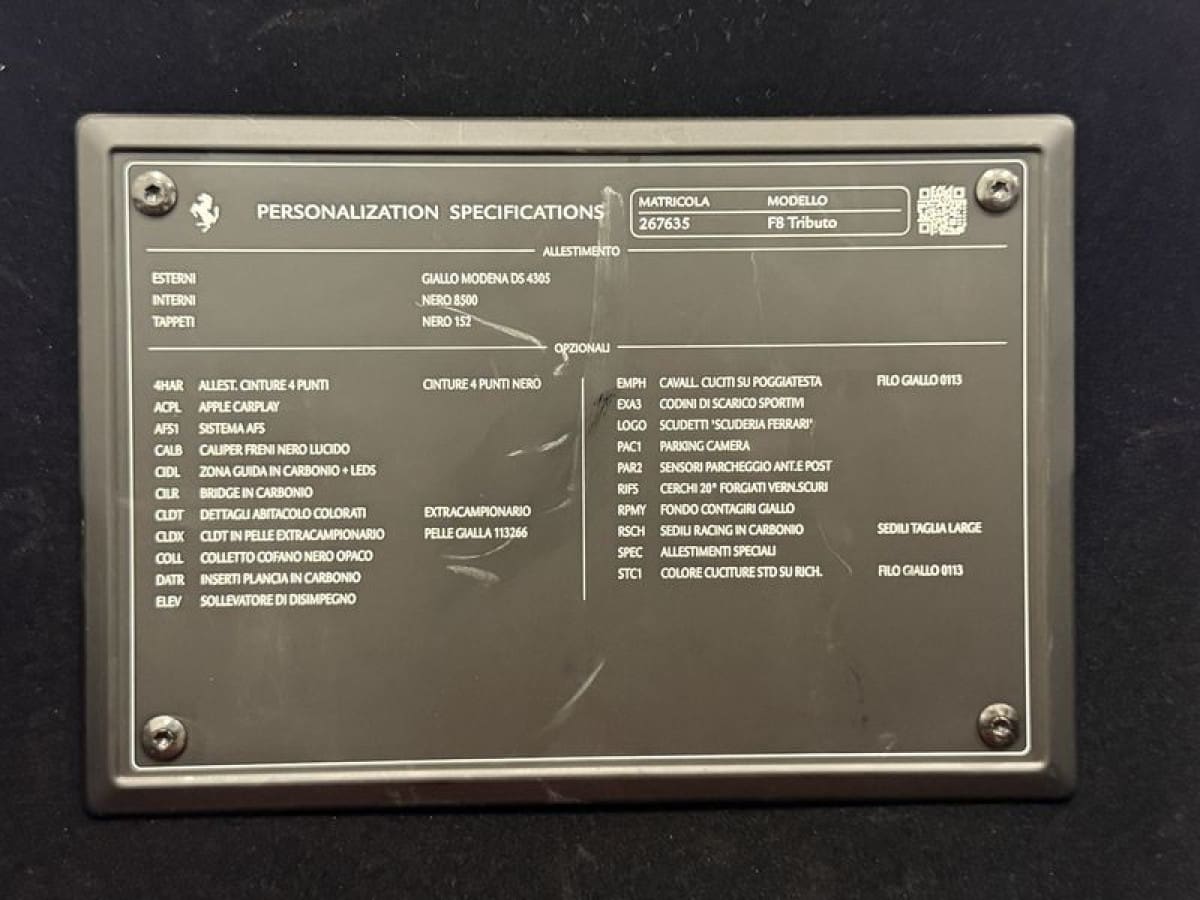 PERSONALIZATION SPECIFICATIONS
MATRICOLA MODELLO
267635 F8 Tributo
ALLESTIMENTO
ESTERNI GIALLO MODENA DS 4305
INTERNI NERO 8500
TAPPETI NERO 152
OPZIONALI
4HAR ALLEST. CINTURE 4 PUNTI CINTURE 4 PUNTI NERO
ACPL APPLE CARPLAY
AFS1 SISTEMA AFS
CALB CALIPER FRENI NERO LUCIDO
CIDL ZONA GUIDA IN CARBONIO + LEDS
CILR BRIDGE IN CARBONIO
CLDT DETTAGLI ABITACOLO COLORATI EXTRACAMPIONARIO
CLDX CLDT IN PELLE EXTRACAMPIONARIO PELLE GIALLA 113266
COLL COLLETTO COFANO NERO OPACO
DATR INSERTI PLANCIA IN CARBONIO
ELEV SOLLEVATORE DI DISIMPEGNO
EMPH CAVALL. CUCITI SU POGGIATESTA FILO GIALLO 0113
EXA3 CODINI DI SCARICO SPORTIVI
LOGO SCUDETTI 'SCUDERIA FERRARI'
PAC1 PARKING CAMERA
PAR2 SENSORI PARCHEGGIO ANT.E POST
RIFS CERCHI 20" FORGIATI VERN.SCURI
RPMY FONDO CONTAGIRI GIALLO
RSCH SEDILI RACING IN CARBONIO SEDILI TAGLIA LARGE
SPEC ALLESTIMENTI SPECIALI
STC1 COLORE CUCITURE STD SU RICH. FILO GIALLO 0113